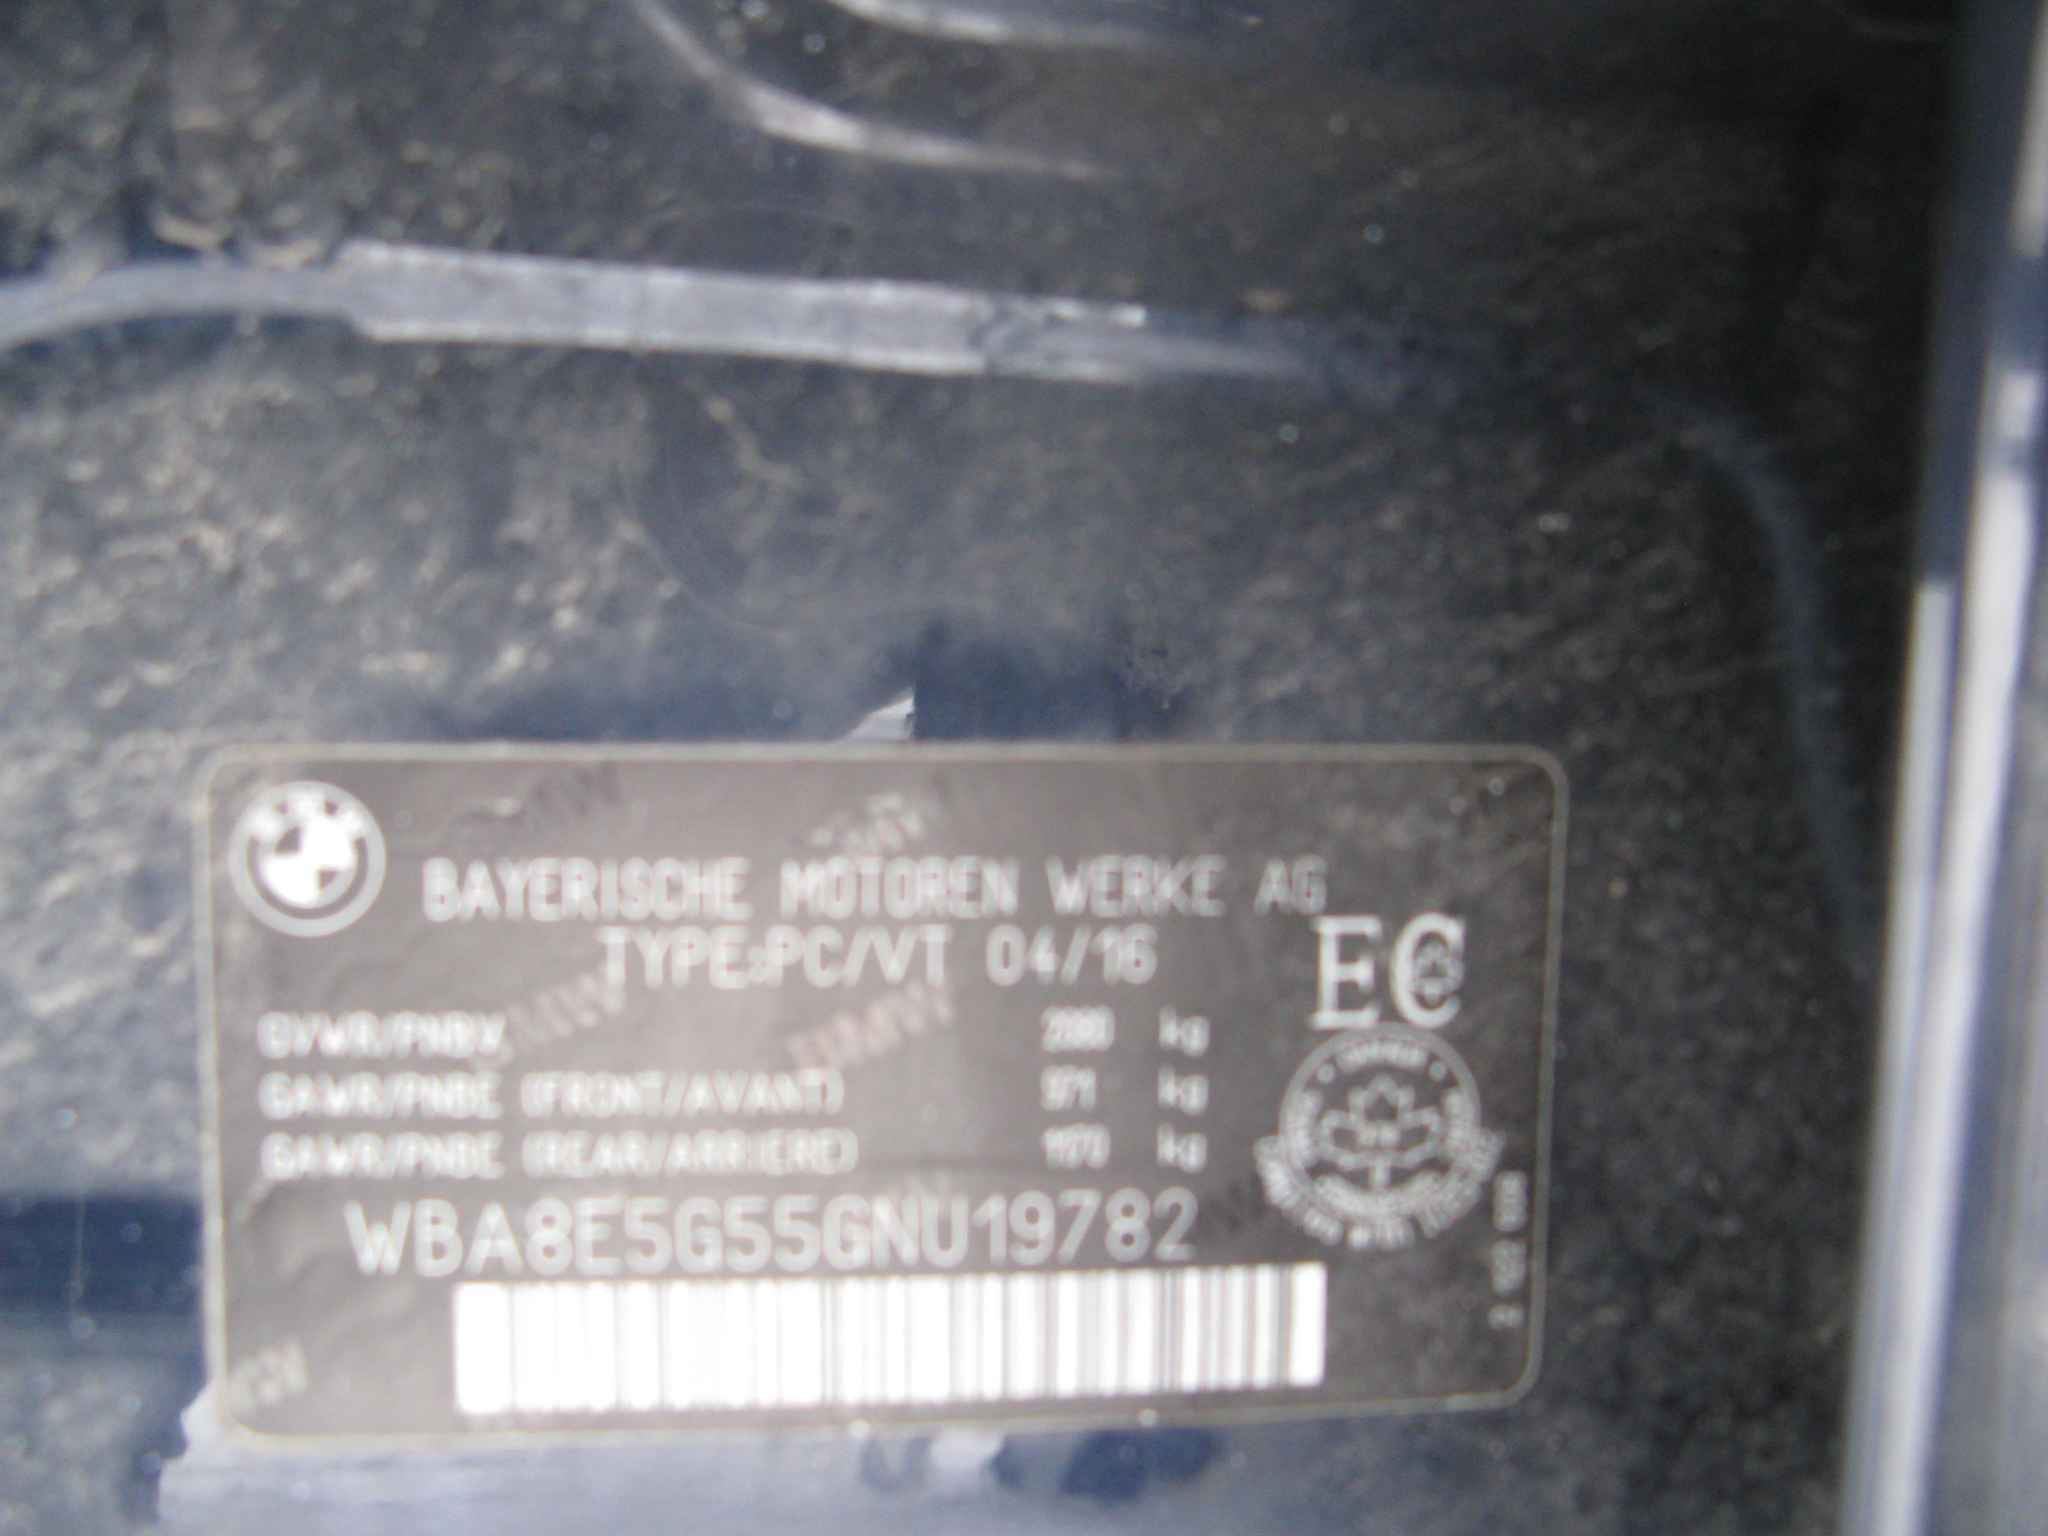 BAYERISCHE MOTOREN WERKE AG
TYPE:PC/VT 04/16
EC
GVWR/PNBV kg
GAWR/PNBE (FRONT/AVANT) 971 kg
GAWR/PNBE (REAR/ARRIERE) kg
WBA8E5G55GNU19782